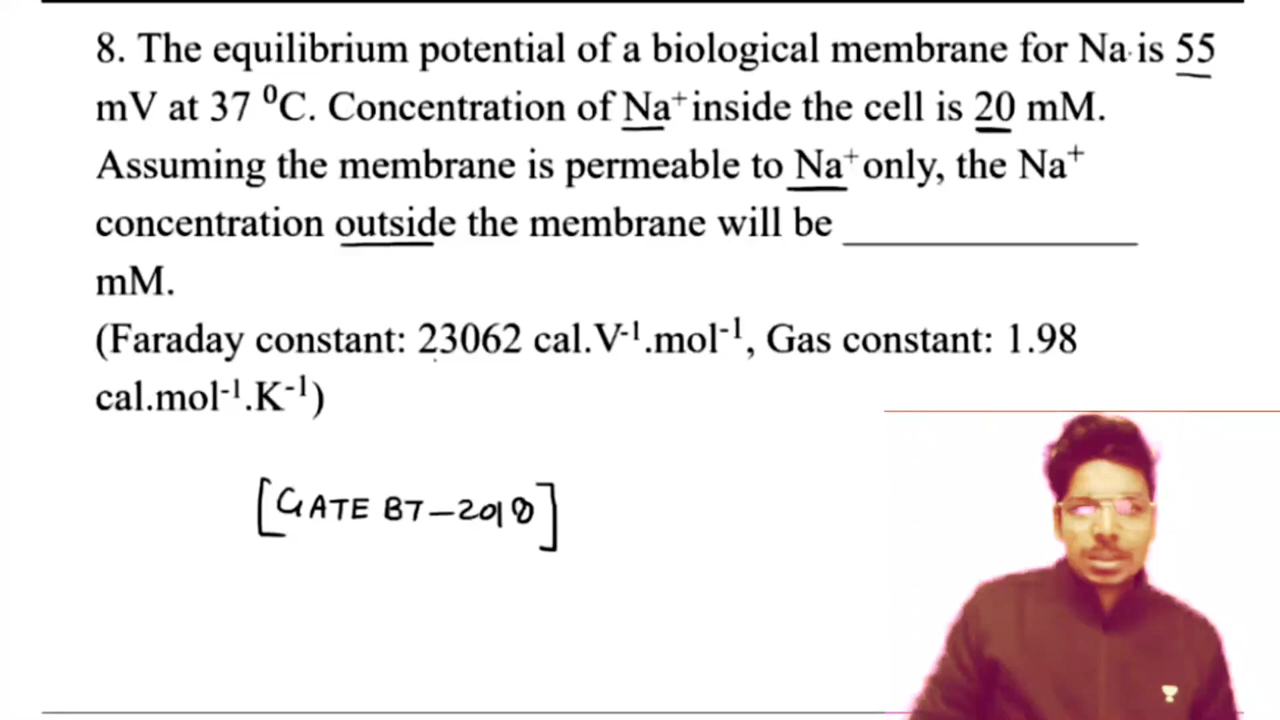 8. The equilibrium potential of a biological membrane for Na is 55
mV at 37 ⁰C. Concentration of Na⁺ inside the cell is 20 mM.
Assuming the membrane is permeable to Na⁺ only, the Na⁺
concentration outside the membrane will be ____________
mM.
(Faraday constant: 23062 cal.V⁻¹.mol⁻¹, Gas constant: 1.98
cal.mol⁻¹.K⁻¹)
[GATE BT-2018]